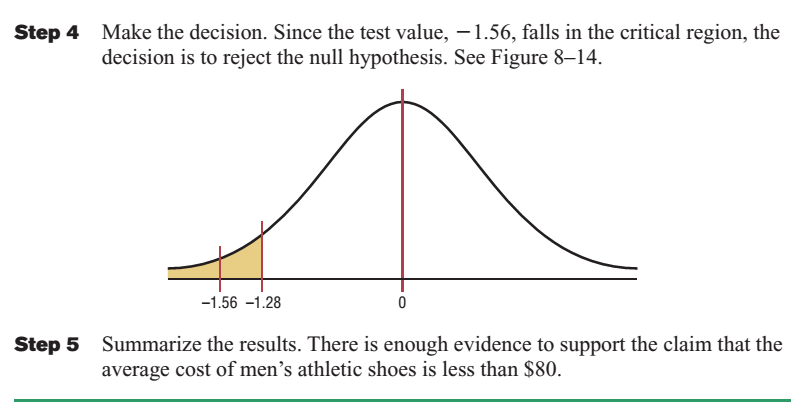 Step 4 Make the decision. Since the test value, −1.56, falls in the critical region, the
decision is to reject the null hypothesis. See Figure 8–14.
−1.56 −1.28 0
Step 5 Summarize the results. There is enough evidence to support the claim that the
average cost of men’s athletic shoes is less than $80.